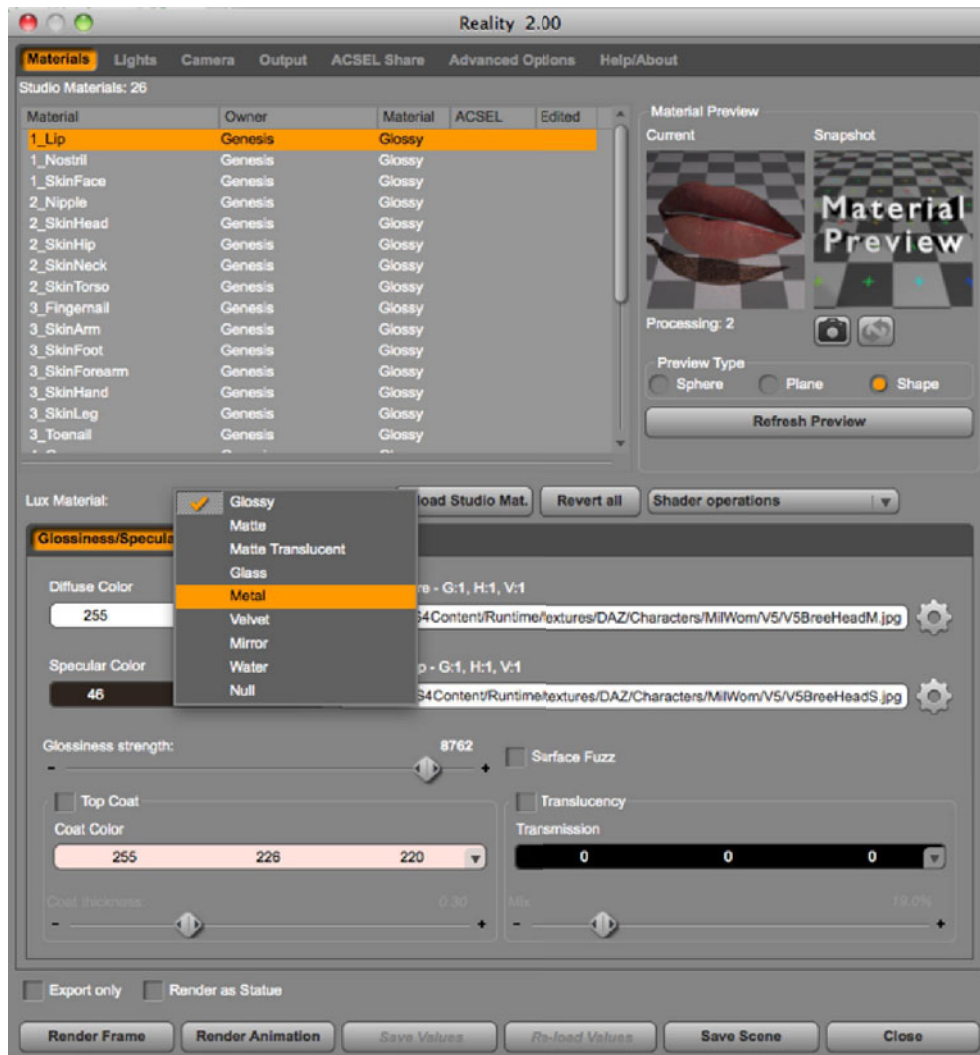 Reality 2.00
Materials Lights Camera Output ACSEL Share Advanced Options Help/About
Studio Materials: 26
Material Owner Material ACSEL Edited
1_Lip Genesis Glossy
1_Nostril Genesis Glossy
1_SkinFace Genesis Glossy
2_Nipple Genesis Glossy
2_SkinHead Genesis Glossy
2_SkinHip Genesis Glossy
2_SkinNeck Genesis Glossy
2_SkinTorso Genesis Glossy
3_Fingernail Genesis Glossy
3_SkinArm Genesis Glossy
3_SkinFoot Genesis Glossy
3_SkinForearm Genesis Glossy
3_SkinHand Genesis Glossy
3_SkinLeg Genesis Glossy
3_Toenail Genesis Glossy
Material Preview
Current Snapshot
Material
Preview
Processing: 2
Preview Type
Sphere Plane Shape
Refresh Preview
Lux Material:
oad Studio Mat. Revert all Shader operations
Glossy
Matte
Matte Translucent
Glass
Metal
Velvet
Mirror
Water
Null
Glossiness/Specula
Diffuse Color re - G:1, H:1, V:1
255 S4Content/Runtime/textures/DAZ/Characters/MilWom/V5/V5BreeHeadM.jpg
Specular Color p - G:1, H:1, V:1
46 S4Content/Runtime/textures/DAZ/Characters/MilWom/V5/V5BreeHeadS.jpg
Glossiness strength: 8762
- +
Surface Fuzz
Top Coat
Coat Color
255 226 220
Coat thickness: 0.30
- +
Translucency
Transmission
0 0 0
Mix 19.0%
- +
Export only Render as Statue
Render Frame Render Animation Save Values Re-load Values Save Scene Close